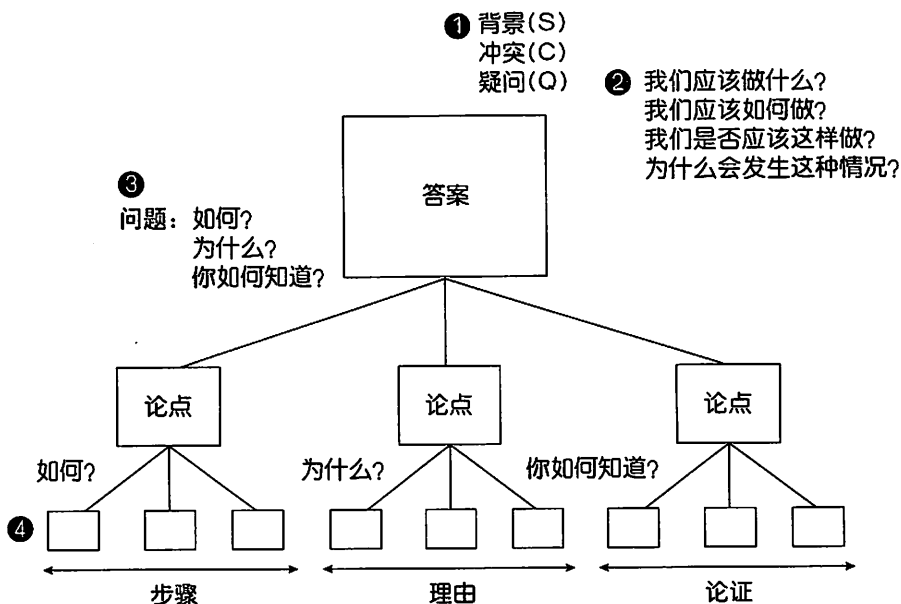 ❶ 背景(S)
冲突(C)
疑问(Q)
❷ 我们应该做什么?
我们应该如何做?
我们是否应该这样做?
为什么会发生这种情况?
答案
❸
问题：如何?
为什么?
你如何知道?
论点 论点 论点
如何? 为什么? 你如何知道?
❹
步骤 理由 论证